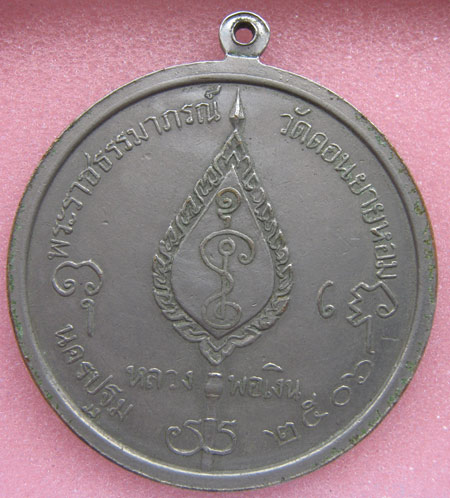 พระราชธรรมาภรณ์ วัดดอนยายหอม
หลวงพ่อเงิน
นครปฐม ๒๕๐๖